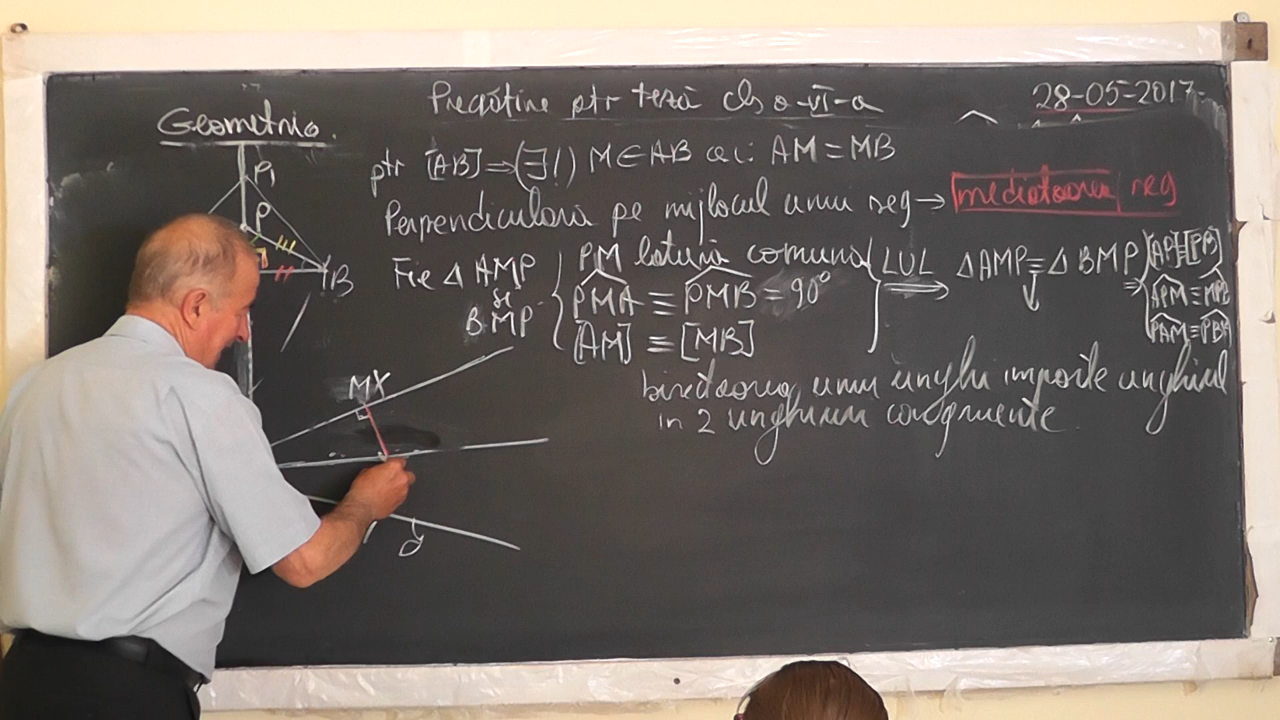 Pregătire ptr teză cls a-VI-a
28-05-2017
Geometrie.
ptr [AB] ⇒ (∃!) M ∈ AB a.i: AM = MB
Perpendiculara pe mijlocul unui seg → mediatoarea seg
P₁
P
B
Fie Δ AMP
și
BMP
PM latură comună
PMA ≡ PMB = 90°
[AM] ≡ [MB]
LUL
⇒ Δ AMP ≡ Δ BMP ⇒
[AP] ≡ [PB]
APM ≡ MPB
PAM ≡ PBM
bisectoarea unui unghi împarte unghiul
in 2 unghiuri congruente.
M X